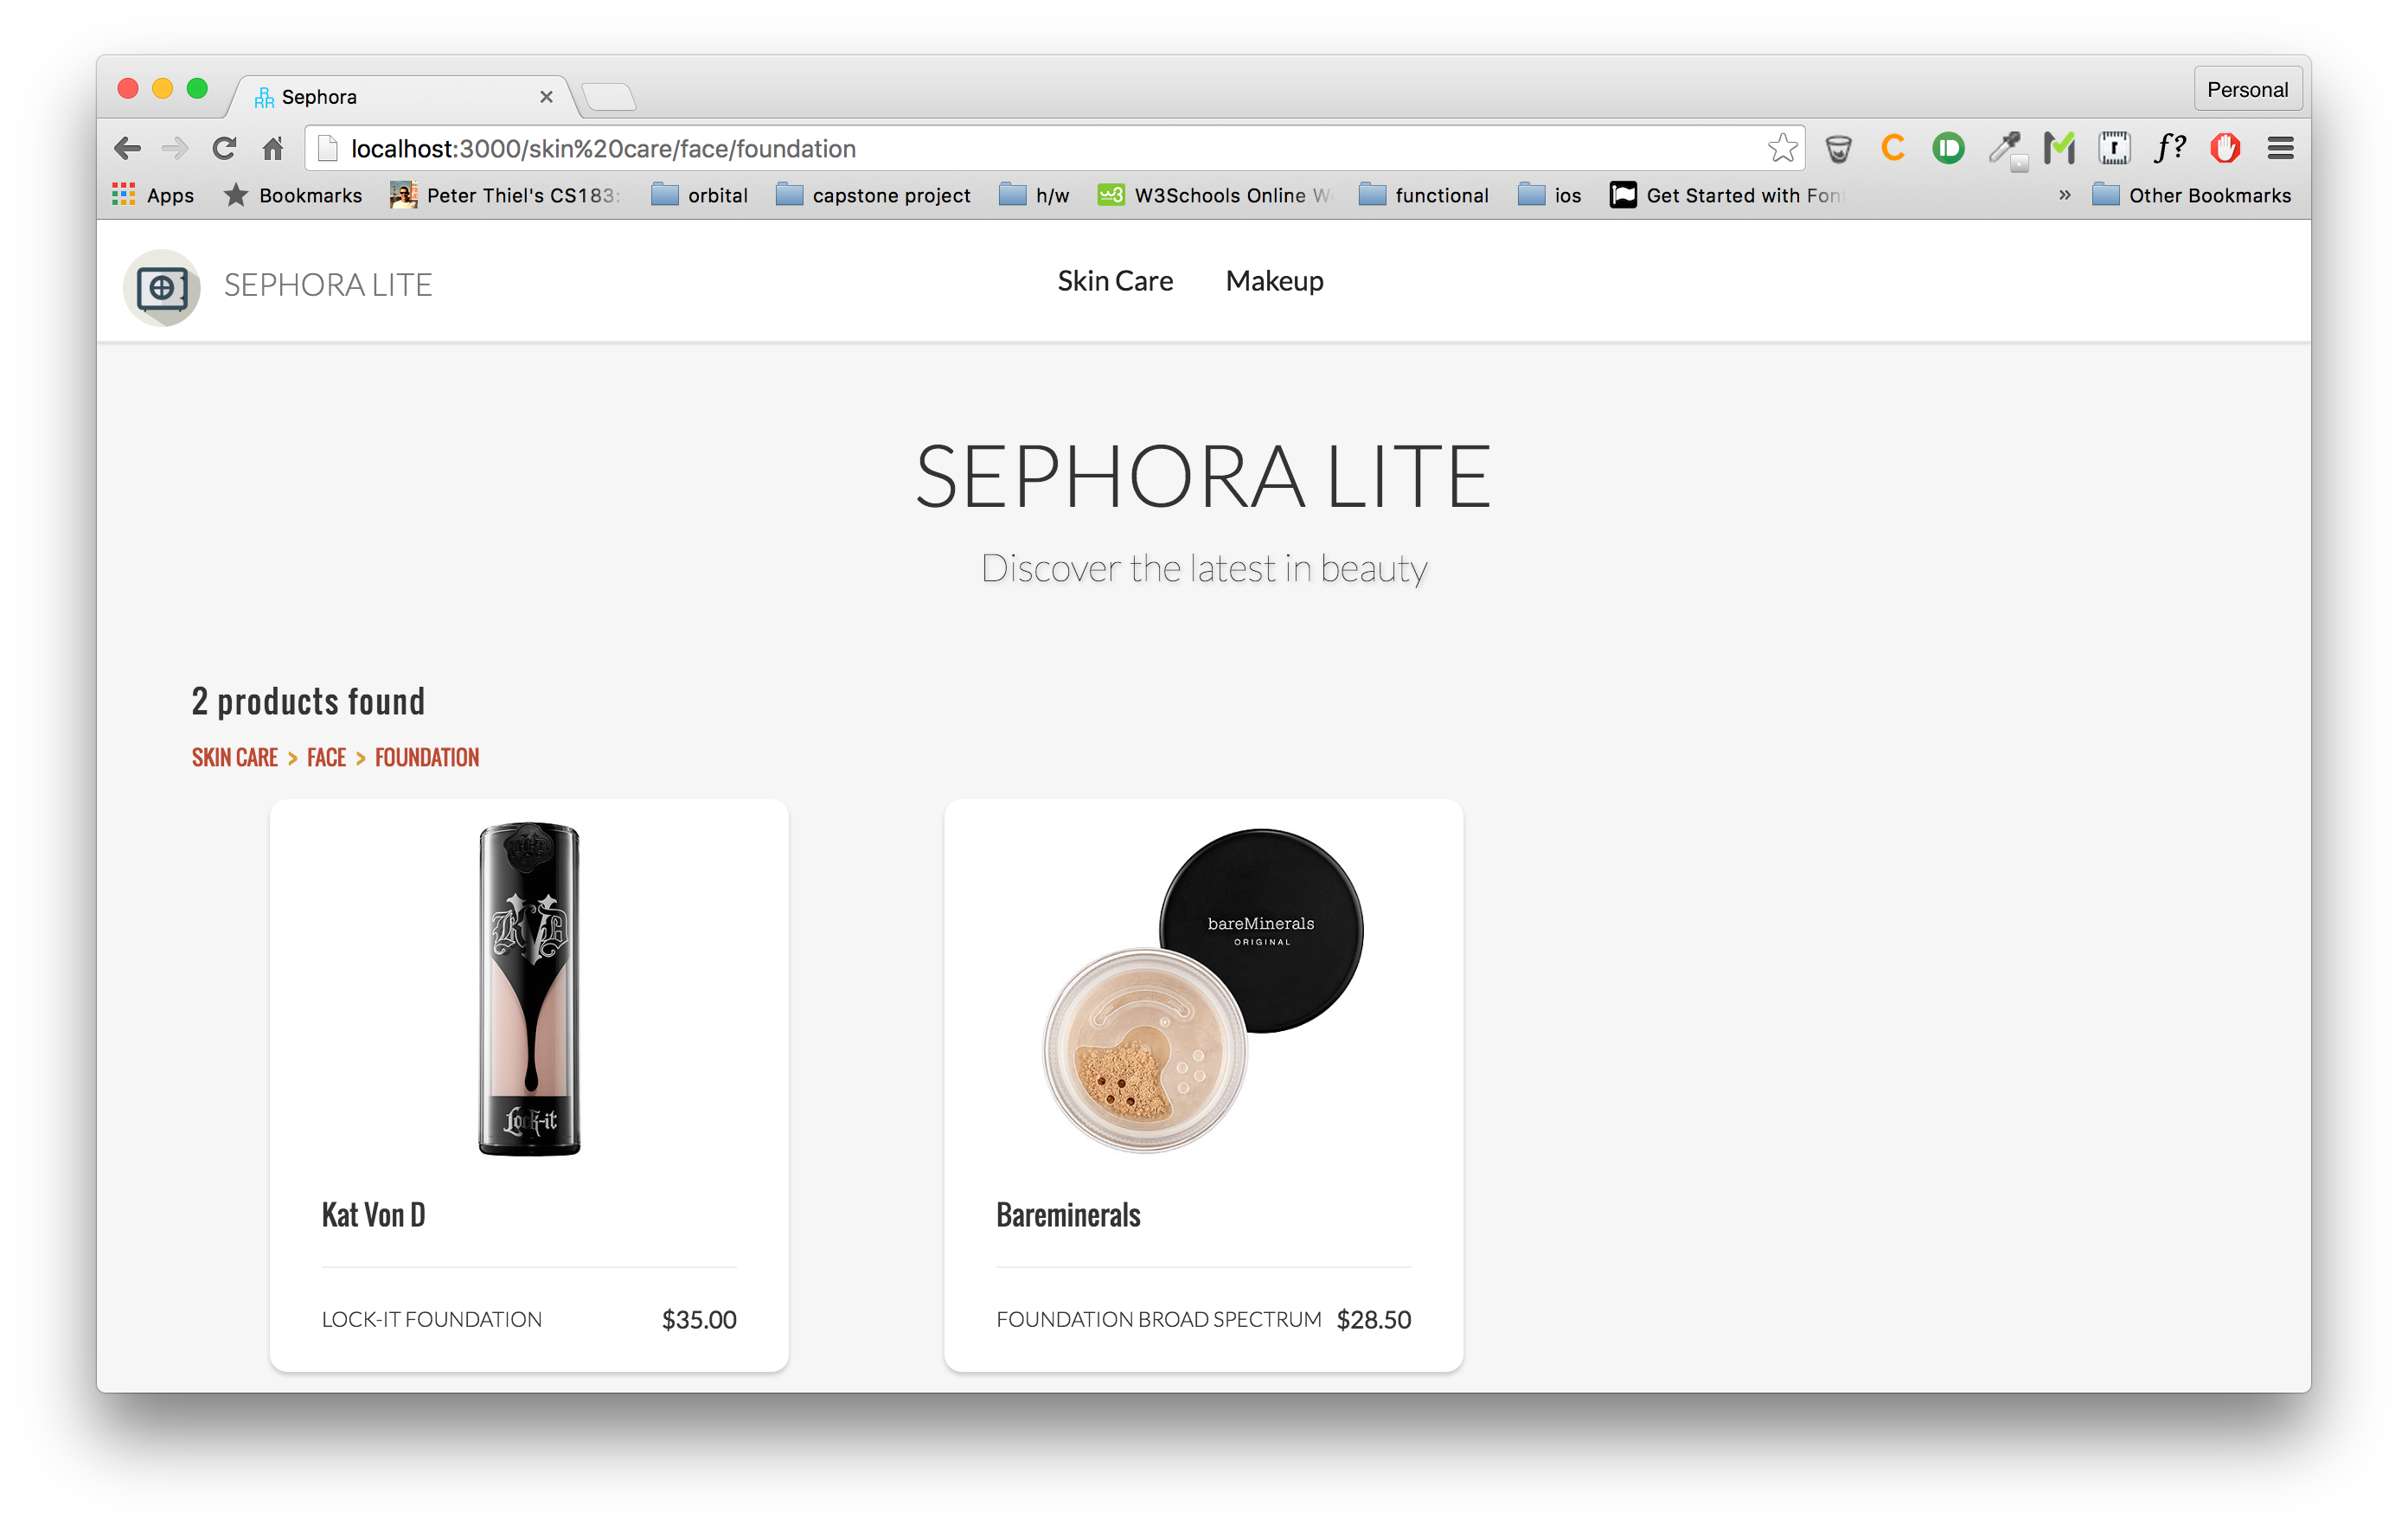 Sephora
Personal
localhost:3000/skin%20care/face/foundation
Apps Bookmarks Peter Thiel's CS183: orbital capstone project h/w W3Schools Online W functional ios Get Started with Fon » Other Bookmarks
SEPHORA LITE
Skin Care Makeup
SEPHORA LITE
Discover the latest in beauty
2 products found
SKIN CARE > FACE > FOUNDATION
KVD
Lock-it
bareMinerals
ORIGINAL
Kat Von D
LOCK-IT FOUNDATION $35.00
Bareminerals
FOUNDATION BROAD SPECTRUM $28.50